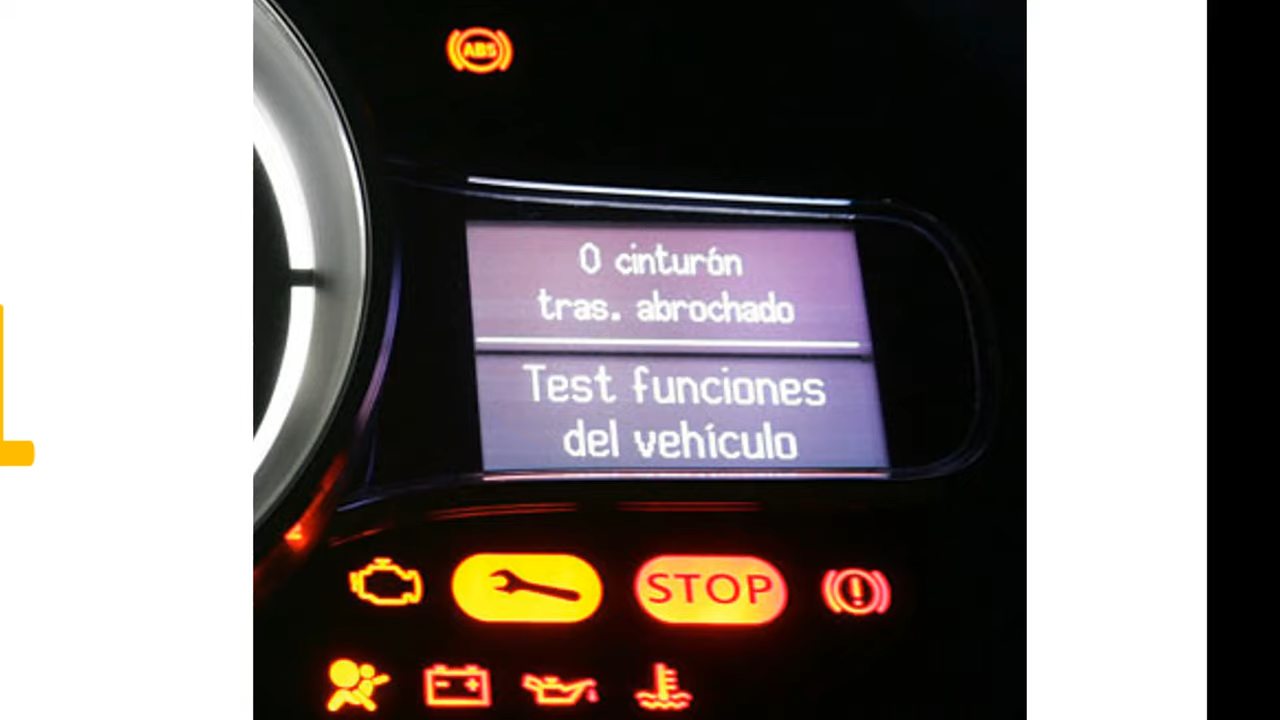 ABS
0 cinturón
tras. abrochado
Test funciones
del vehículo
STOP